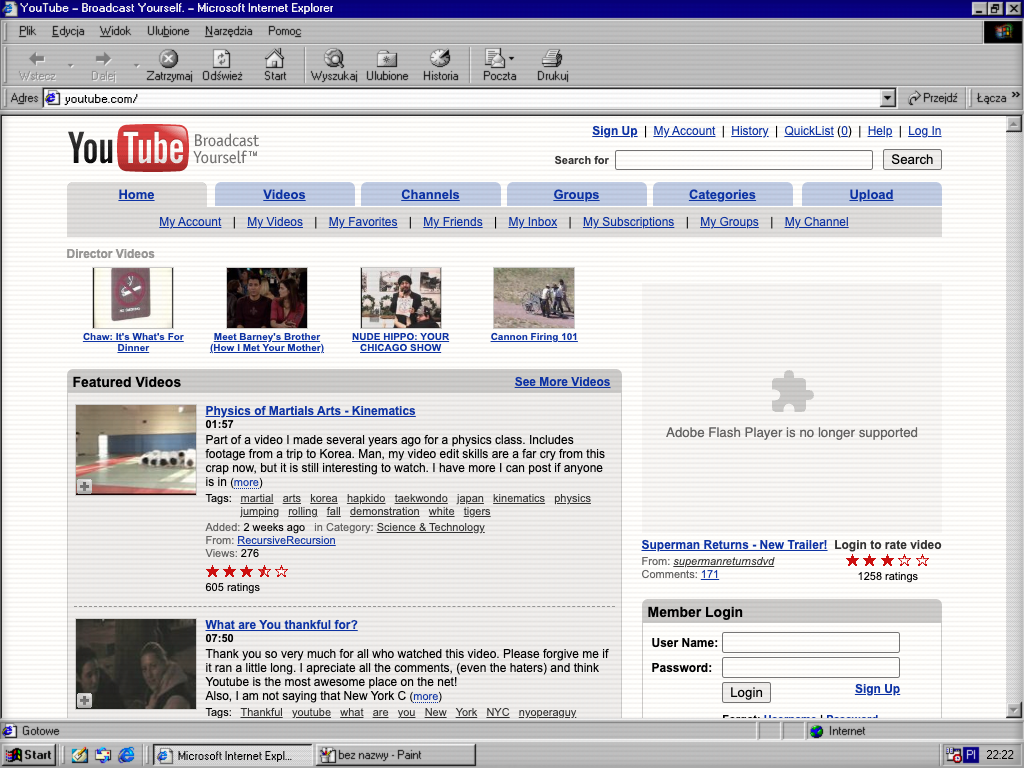 YouTube - Broadcast Yourself. - Microsoft Internet Explorer
Plik Edycja Widok Ulubione Narzędzia Pomoc
Wstecz Dalej Zatrzymaj Odśwież Start Wyszukaj Ulubione Historia Poczta Drukuj
Adres youtube.com/ Przejdź Łącza »
You Tube Broadcast Yourself™
Sign Up | My Account | History | QuickList (0) | Help | Log In
Search for Search
Home Videos Channels Groups Categories Upload
My Account | My Videos | My Favorites | My Friends | My Inbox | My Subscriptions | My Groups | My Channel
Director Videos
Chaw: It's What's For
Dinner
Meet Barney's Brother
(How I Met Your Mother)
NUDE HIPPO: YOUR
CHICAGO SHOW
Cannon Firing 101
Featured Videos See More Videos
Physics of Martials Arts - Kinematics
01:57
Part of a video I made several years ago for a physics class. Includes
footage from a trip to Korea. Man, my video edit skills are a far cry from this
crap now, but it is still interesting to watch. I have more I can post if anyone
is in (more)
Tags: martial arts korea hapkido taekwondo japan kinematics physics
jumping rolling fall demonstration white tigers
Added: 2 weeks ago in Category: Science & Technology
From: RecursiveRecursion
Views: 276
605 ratings
What are You thankful for?
07:50
Thank you so very much for all who watched this video. Please forgive me if
it ran a little long. I apreciate all the comments, (even the haters) and think
Youtube is the most awesome place on the net!
Also, I am not saying that New York C (more)
Tags: Thankful youtube what are you New York NYC nyoperaguy
Adobe Flash Player is no longer supported
Superman Returns - New Trailer! Login to rate video
From: supermanreturnsdvd
Comments: 171
1258 ratings
Member Login
User Name:
Password:
Login Sign Up
Forgot: Username | Password
Gotowe Internet
Start Microsoft Internet Expl... bez nazwy - Paint Pl 22:22